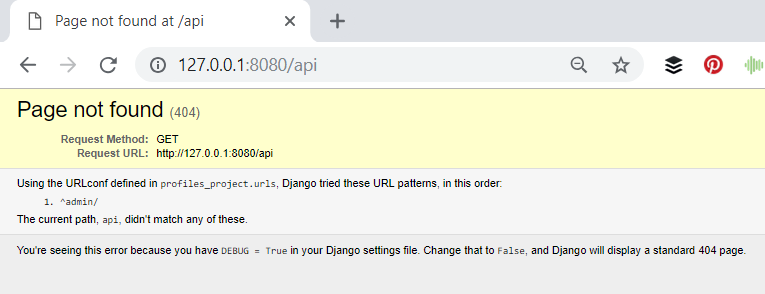 Page not found at /api
127.0.0.1:8080/api
Page not found (404)
Request Method: GET
Request URL: http://127.0.0.1:8080/api
Using the URLconf defined in profiles_project.urls, Django tried these URL patterns, in this order:
1. ^admin/
The current path, api, didn't match any of these.
You're seeing this error because you have DEBUG = True in your Django settings file. Change that to False, and Django will display a standard 404 page.